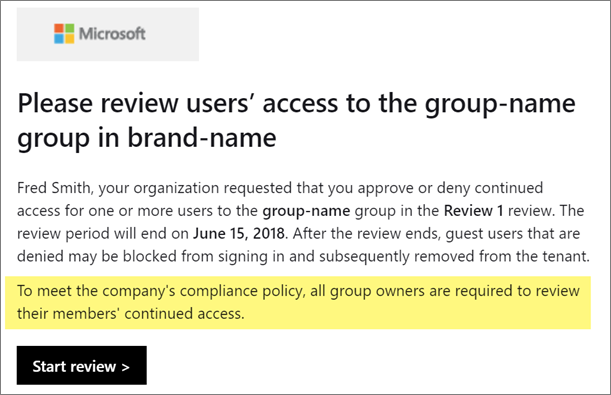 Microsoft
Please review users’ access to the group-name
group in brand-name
Fred Smith, your organization requested that you approve or deny continued
access for one or more users to the group-name group in the Review 1 review. The
review period will end on June 15, 2018. After the review ends, guest users that are
denied may be blocked from signing in and subsequently removed from the tenant.
To meet the company's compliance policy, all group owners are required to review
their members' continued access.
Start review >